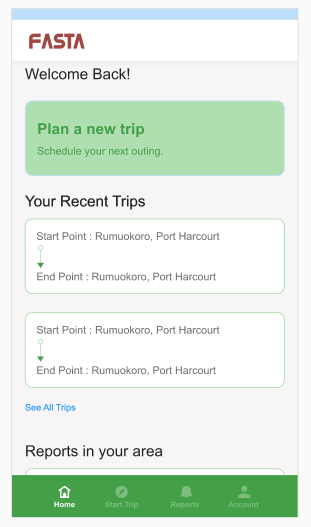 FASTA
Welcome Back!
Plan a new trip
Schedule your next outing.
Your Recent Trips
Start Point : Rumuokoro, Port Harcourt
End Point : Rumuokoro, Port Harcourt
Start Point : Rumuokoro, Port Harcourt
End Point : Rumuokoro, Port Harcourt
See All Trips
Reports in your area
Home Start Trip Reports Account